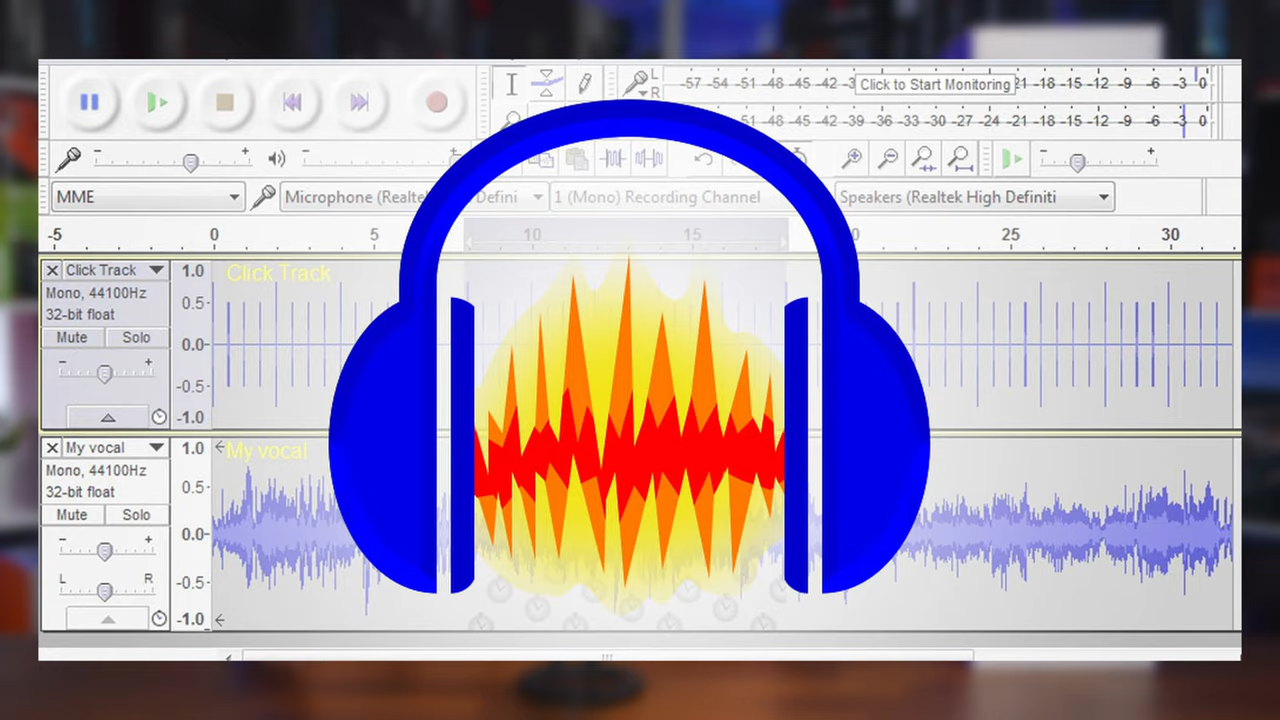 L
R
-57 -54 -51 -48 -45 -42 -3 Click to Start Monitoring 21 -18 -15 -12 -9 -6 -3 0
51 -48 -45 -42 -39 -36 -33 -30 -27 -24 -21 -18 -15 -12 -9 -6 -3 0
- + - + - +
MME Microphone (Realte Defini 1 (Mono) Recording Channel Speakers (Realtek High Definiti
-5 0 5 10 15 0 25 30
Click Track 1.0 Click Track
Mono, 44100Hz 0.5
32-bit float
Mute Solo 0.0
- + -0.5
-1.0
My vocal 1.0 My vocal
Mono, 44100Hz
32-bit float 0.5
Mute Solo
- + 0.0
L R -0.5
-1.0